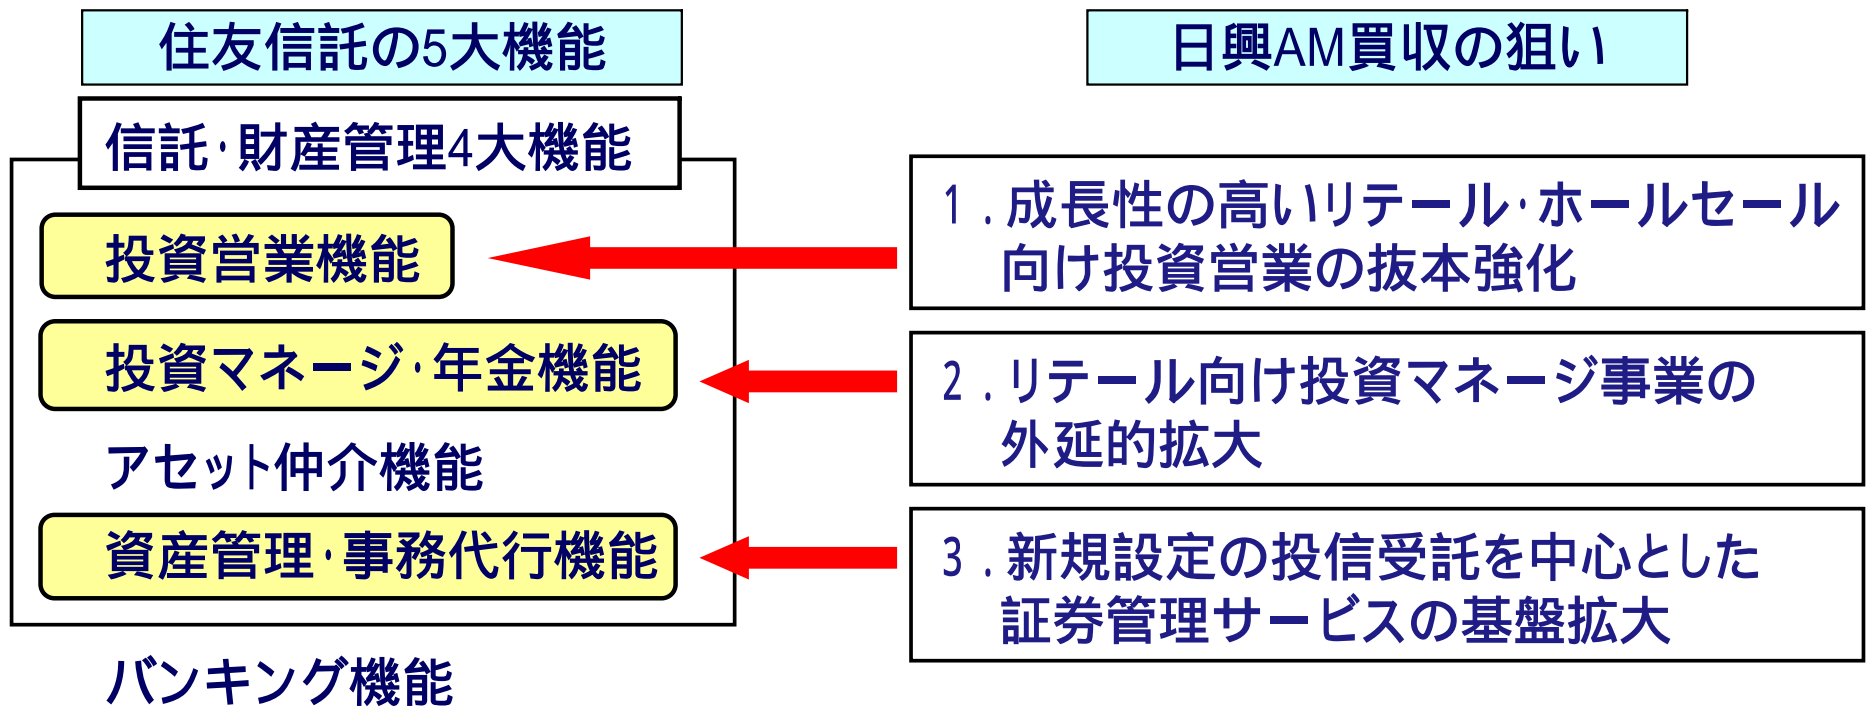 住友信託の5大機能
信託・財産管理4大機能
投資営業機能
投資マネージ・年金機能
アセット仲介機能
資産管理・事務代行機能
バンキング機能
日興AM買収の狙い
1．成長性の高いリテール・ホールセール
向け投資営業の抜本強化
2．リテール向け投資マネージ事業の
外延的拡大
3．新規設定の投信受託を中心とした
証券管理サービスの基盤拡大